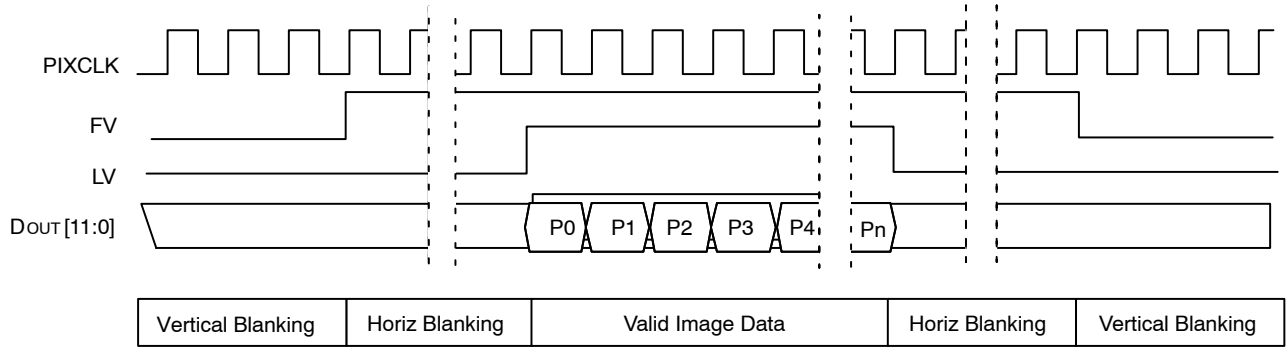 PIXCLK
FV
LV
DOUT[11:0]
P0 P1 P2 P3 P4 Pn
Vertical Blanking Horiz Blanking Valid Image Data Horiz Blanking Vertical Blanking